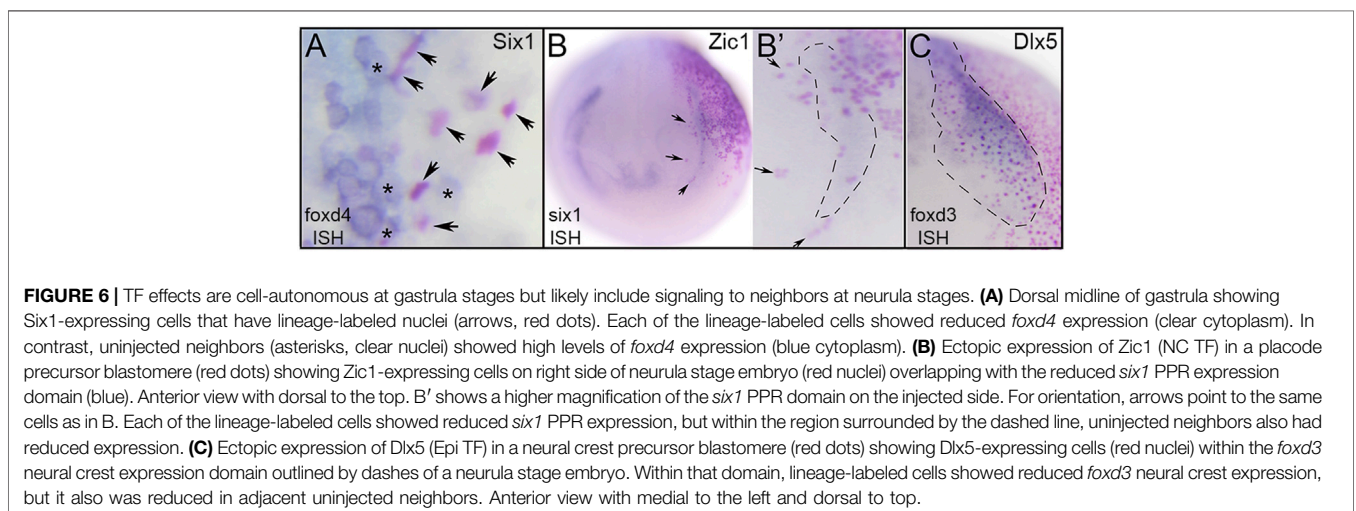 A
Six1
foxd4
ISH
*
*
*
*
B
Zic1
six1
ISH
B′
C
Dlx5
foxd3
ISH
FIGURE 6 | TF effects are cell-autonomous at gastrula stages but likely include signaling to neighbors at neurula stages. (A) Dorsal midline of gastrula showing
Six1-expressing cells that have lineage-labeled nuclei (arrows, red dots). Each of the lineage-labeled cells showed reduced foxd4 expression (clear cytoplasm). In
contrast, uninjected neighbors (asterisks, clear nuclei) showed high levels of foxd4 expression (blue cytoplasm). (B) Ectopic expression of Zic1 (NC TF) in a placode
precursor blastomere (red dots) showing Zic1-expressing cells on right side of neurula stage embryo (red nuclei) overlapping with the reduced six1 PPR expression
domain (blue). Anterior view with dorsal to the top. B′ shows a higher magnification of the six1 PPR domain on the injected side. For orientation, arrows point to the same
cells as in B. Each of the lineage-labeled cells showed reduced six1 PPR expression, but within the region surrounded by the dashed line, uninjected neighbors also had
reduced expression. (C) Ectopic expression of Dlx5 (Epi TF) in a neural crest precursor blastomere (red dots) showing Dlx5-expressing cells (red nuclei) within the foxd3
neural crest expression domain outlined by dashes of a neurula stage embryo. Within that domain, lineage-labeled cells showed reduced foxd3 neural crest expression,
but it also was reduced in adjacent uninjected neighbors. Anterior view with medial to the left and dorsal to top.